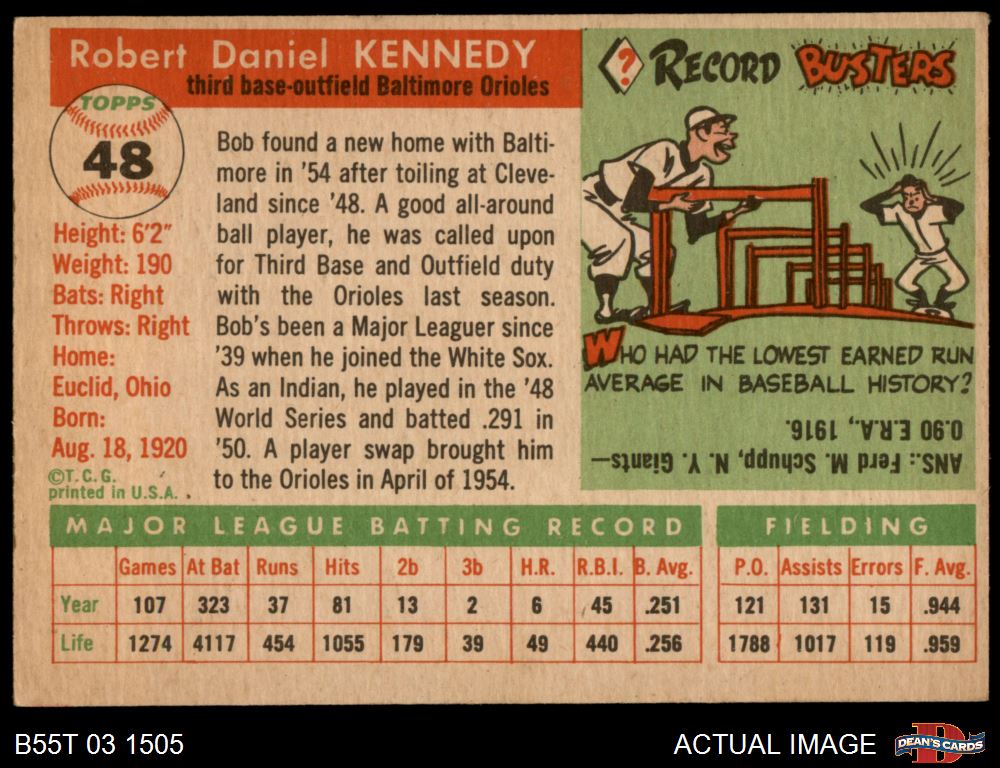 Robert Daniel KENNEDY
third base-outfield Baltimore Orioles
TOPPS
48
Height: 6'2"
Weight: 190
Bats: Right
Throws: Right
Home:
Euclid, Ohio
Born:
Aug. 18, 1920
©T.C.G.
printed in U.S.A.
Bob found a new home with Balti-
more in '54 after toiling at Cleve-
land since '48. A good all-around
ball player, he was called upon
for Third Base and Outfield duty
with the Orioles last season.
Bob's been a Major Leaguer since
'39 when he joined the White Sox.
As an Indian, he played in the '48
World Series and batted .291 in
'50. A player swap brought him
to the Orioles in April of 1954.
? RECORD BUSTERS
WHO HAD THE LOWEST EARNED RUN
AVERAGE IN BASEBALL HISTORY?
ANS.: Ferd M. Schupp, N. Y. Giants—
0.90 E.R.A., 1916.
MAJOR LEAGUE BATTING RECORD
Games At Bat Runs Hits 2b 3b H.R. R.B.I. B. Avg.
Year 107 323 37 81 13 2 6 45 .251
Life 1274 4117 454 1055 179 39 49 440 .256
FIELDING
P.O. Assists Errors F. Avg.
121 131 15 .944
1788 1017 119 .959
B55T 03 1505
ACTUAL IMAGE
D
DEAN'S CARDS